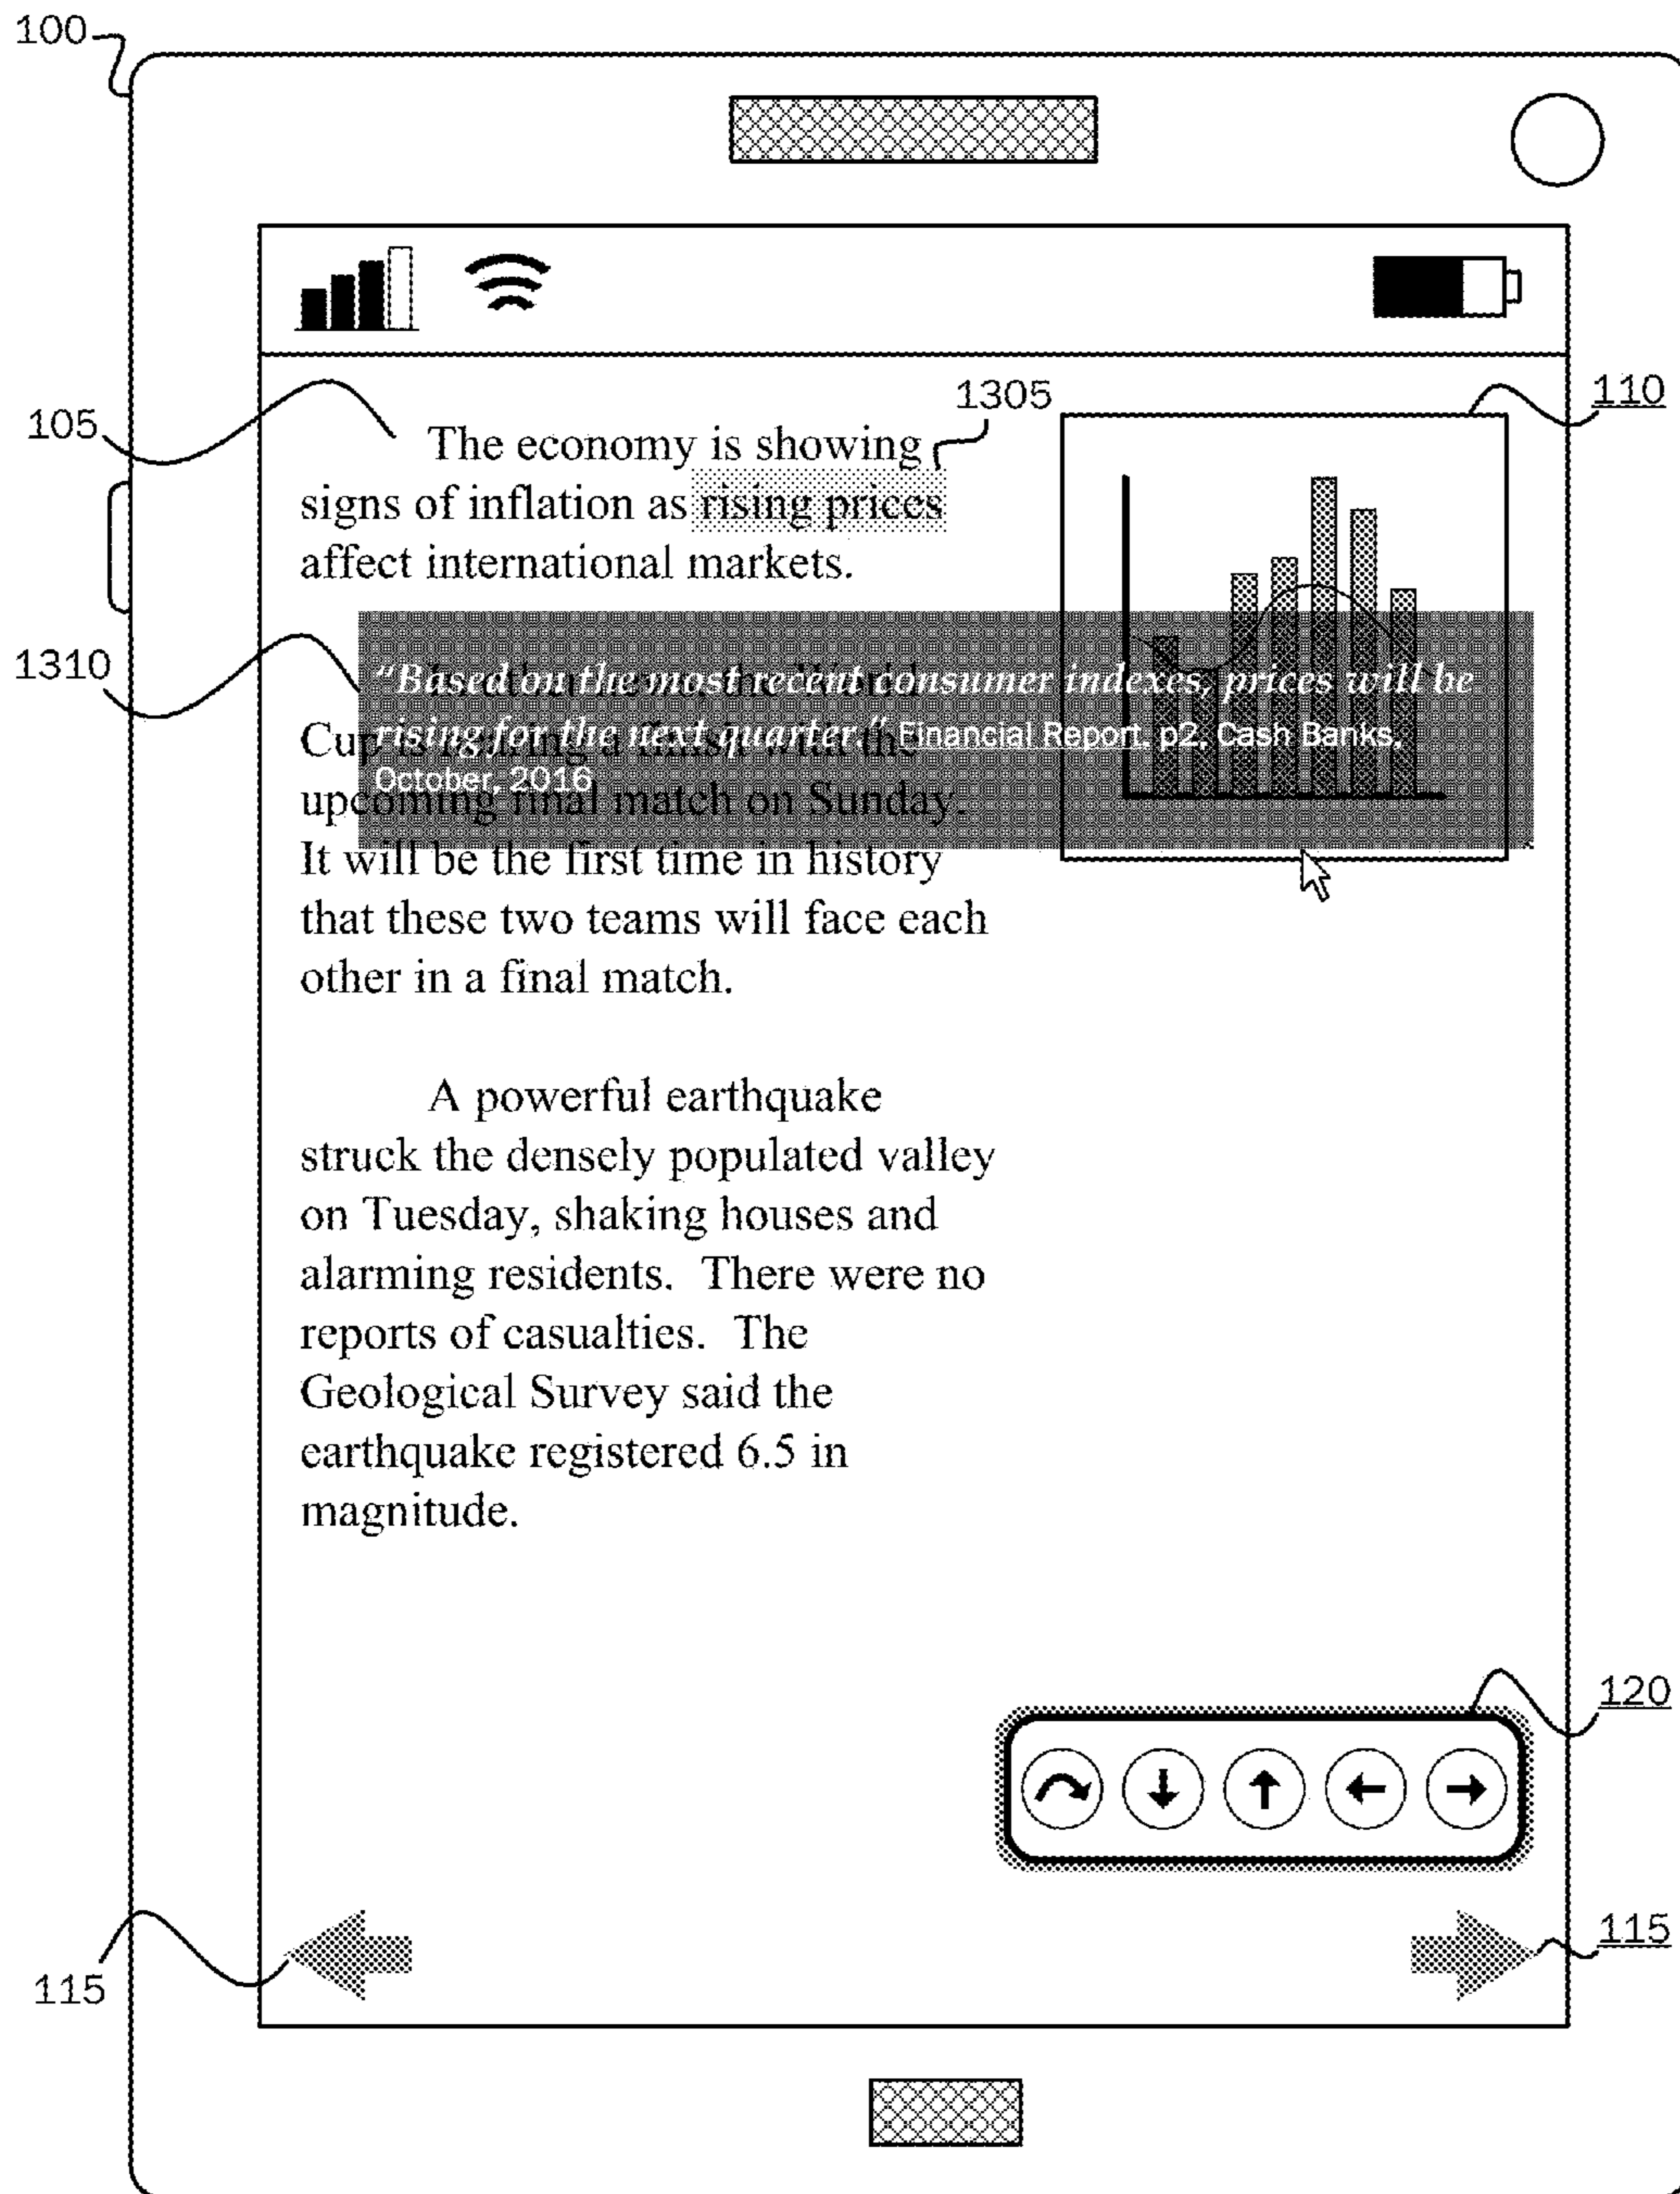 100
105
1305
110
The economy is showing
signs of inflation as rising prices
affect international markets.
1310
"Based on the most recent consumer indexes, prices will be
rising for the next quarter" Financial Report, p2, Cash Banks,
October, 2016
Cup the
upcoming final match on Sunday.
It will be the first time in history
that these two teams will face each
other in a final match.
A powerful earthquake
struck the densely populated valley
on Tuesday, shaking houses and
alarming residents. There were no
reports of casualties. The
Geological Survey said the
earthquake registered 6.5 in
magnitude.
120
115
115